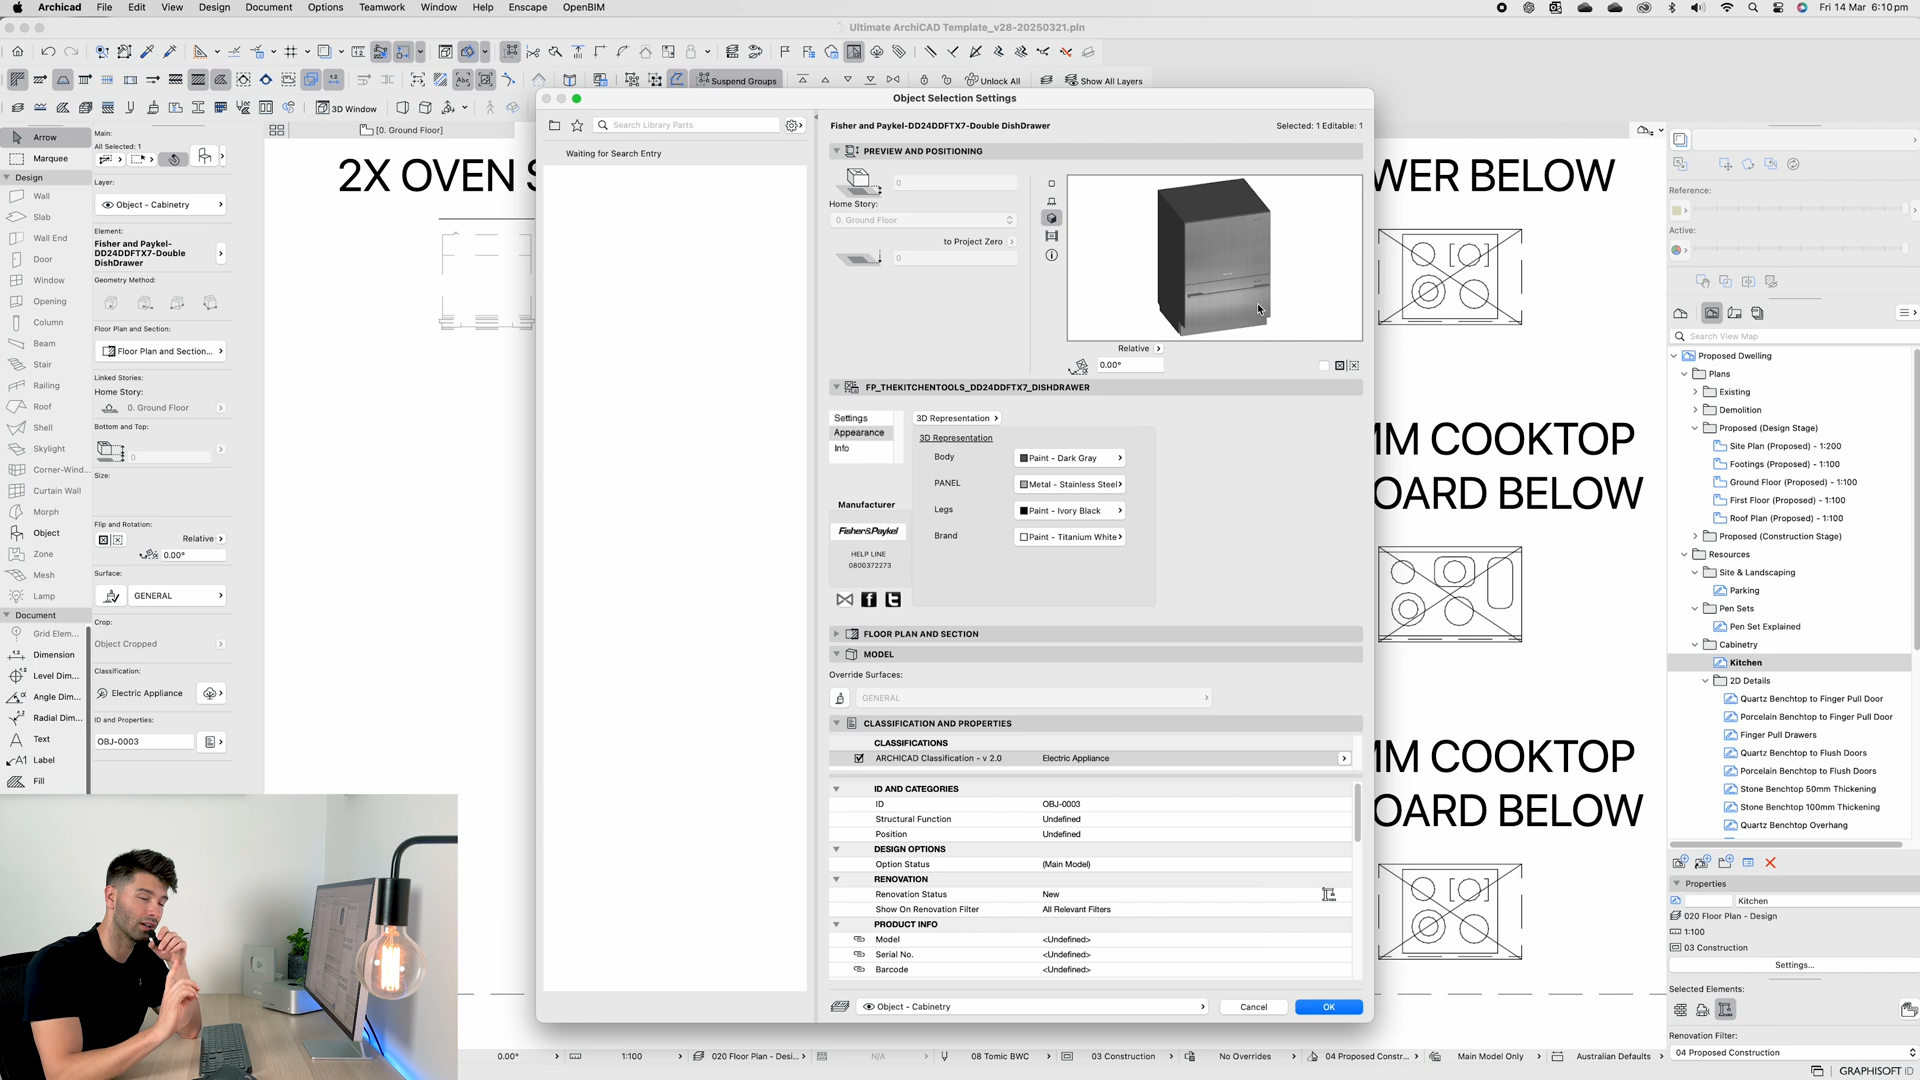 Archicad File Edit View Design Document Options Teamwork Window Help Enscape OpenBIM
Fri 14 Mar 6:10 pm
Ultimate ArchiCAD Template_v28-20250321.pln
Suspend Groups
Unlock All
Show All Layers
3D Window
[0. Ground Floor]
Arrow
Marquee
Design
Wall
Slab
Wall End
Door
Window
Opening
Column
Beam
Stair
Railing
Roof
Shell
Skylight
Corner-Wind...
Curtain Wall
Morph
Object
Zone
Mesh
Lamp
Document
Grid Elem...
Dimension
Level Dim...
Angle Dim...
Radial Dim...
Text
Label
Fill
Main:
All Selected: 1
Layer:
Object - Cabinetry
Element:
Fisher and Paykel-
DD24DDFTX7-Double
DishDrawer
Geometry Method:
Floor Plan and Section:
Floor Plan and Section...
Linked Stories:
Home Story:
0. Ground Floor
Bottom and Top:
0
Size:
Flip and Rotation:
Relative
0.00°
Surface:
GENERAL
Crop:
Object Cropped
Classification:
Electric Appliance
ID and Properties:
OBJ-0003
2X OVEN S
WER BELOW
MM COOKTOP
OARD BELOW
MM COOKTOP
OARD BELOW
Object Selection Settings
Search Library Parts
Waiting for Search Entry
Fisher and Paykel-DD24DDFTX7-Double DishDrawer
Selected: 1 Editable: 1
PREVIEW AND POSITIONING
0
Home Story:
0. Ground Floor
to Project Zero
0
Relative
0.00°
FP_THEKITCHENTOOLS_DD24DDFTX7_DISHDRAWER
Settings
Appearance
Info
3D Representation
3D Representation
Body Paint - Dark Gray
PANEL Metal - Stainless Steel
Legs Paint - Ivory Black
Brand Paint - Titanium White
Manufacturer
Fisher&Paykel
HELP LINE
0800372273
FLOOR PLAN AND SECTION
MODEL
Override Surfaces:
GENERAL
CLASSIFICATION AND PROPERTIES
CLASSIFICATIONS
ARCHICAD Classification - v 2.0 Electric Appliance
ID AND CATEGORIES
ID OBJ-0003
Structural Function Undefined
Position Undefined
DESIGN OPTIONS
Option Status (Main Model)
RENOVATION
Renovation Status New
Show On Renovation Filter All Relevant Filters
PRODUCT INFO
Model <Undefined>
Serial No. <Undefined>
Barcode <Undefined>
Object - Cabinetry
Cancel
OK
Reference:
Active:
Search View Map
Proposed Dwelling
Plans
Existing
Demolition
Proposed (Design Stage)
Site Plan (Proposed) - 1:200
Footings (Proposed) - 1:100
Ground Floor (Proposed) - 1:100
First Floor (Proposed) - 1:100
Roof Plan (Proposed) - 1:100
Proposed (Construction Stage)
Resources
Site & Landscaping
Parking
Pen Sets
Pen Set Explained
Cabinetry
Kitchen
2D Details
Quartz Benchtop to Finger Pull Door
Porcelain Benchtop to Finger Pull Door
Finger Pull Drawers
Quartz Benchtop to Flush Doors
Porcelain Benchtop to Flush Doors
Stone Benchtop 50mm Thickening
Stone Benchtop 100mm Thickening
Quartz Benchtop Overhang
Properties
Kitchen
020 Floor Plan - Design
1:100
03 Construction
Settings...
Selected Elements:
Renovation Filter:
04 Proposed Construction
0.00°
1:100
020 Floor Plan - Desi...
N/A
08 Tomic BWC
03 Construction
No Overrides
04 Proposed Constr...
Main Model Only
Australian Defaults
GRAPHISOFT ID